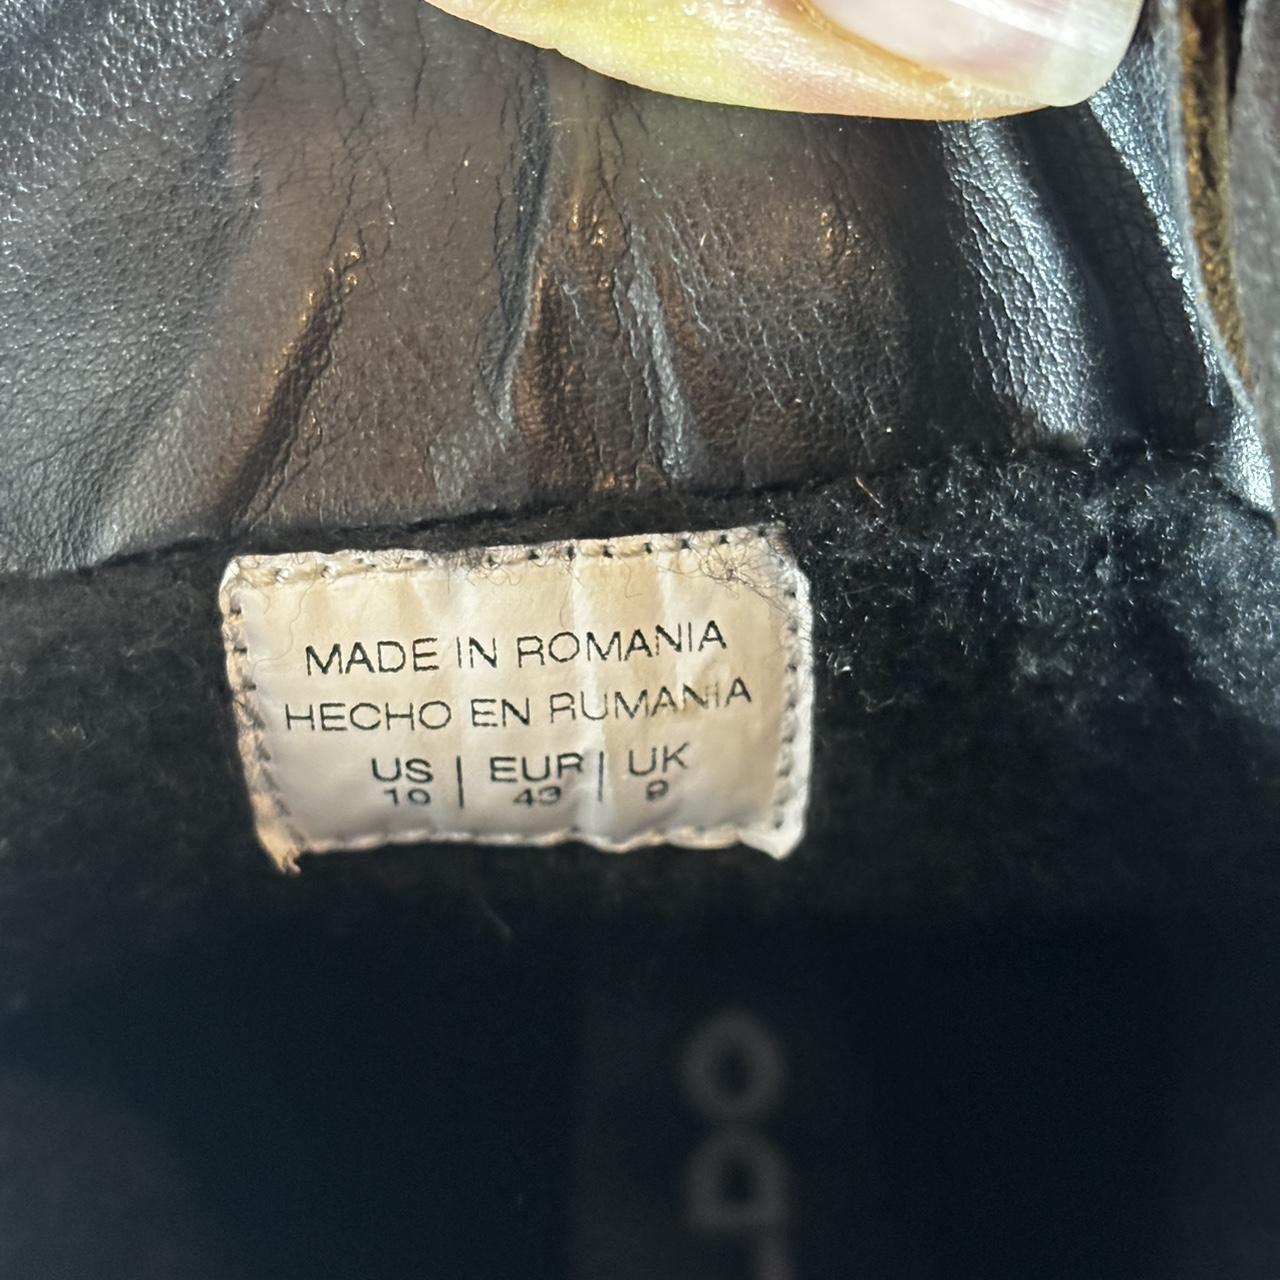 MADE IN ROMANIA
HECHO EN RUMANIA
US | EUR | UK
10 | 43 | 9